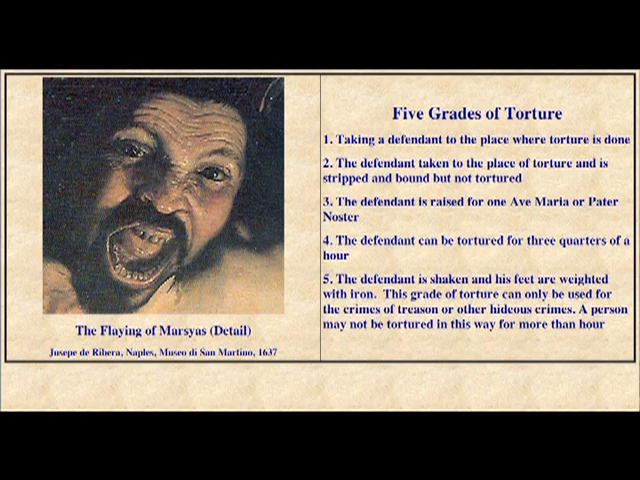 Five Grades of Torture
1. Taking a defendant to the place where torture is done
2. The defendant taken to the place of torture and is
stripped and bound but not tortured
3. The defendant is raised for one Ave Maria or Pater
Noster
4. The defendant can be tortured for three quarters of a
hour
5. The defendant is shaken and his feet are weighted
with iron. This grade of torture can only be used for
the crimes of treason or other hideous crimes. A person
may not be tortured in this way for more than hour
The Flaying of Marsyas (Detail)
Jusepe de Ribera, Naples, Museo di San Martino, 1637